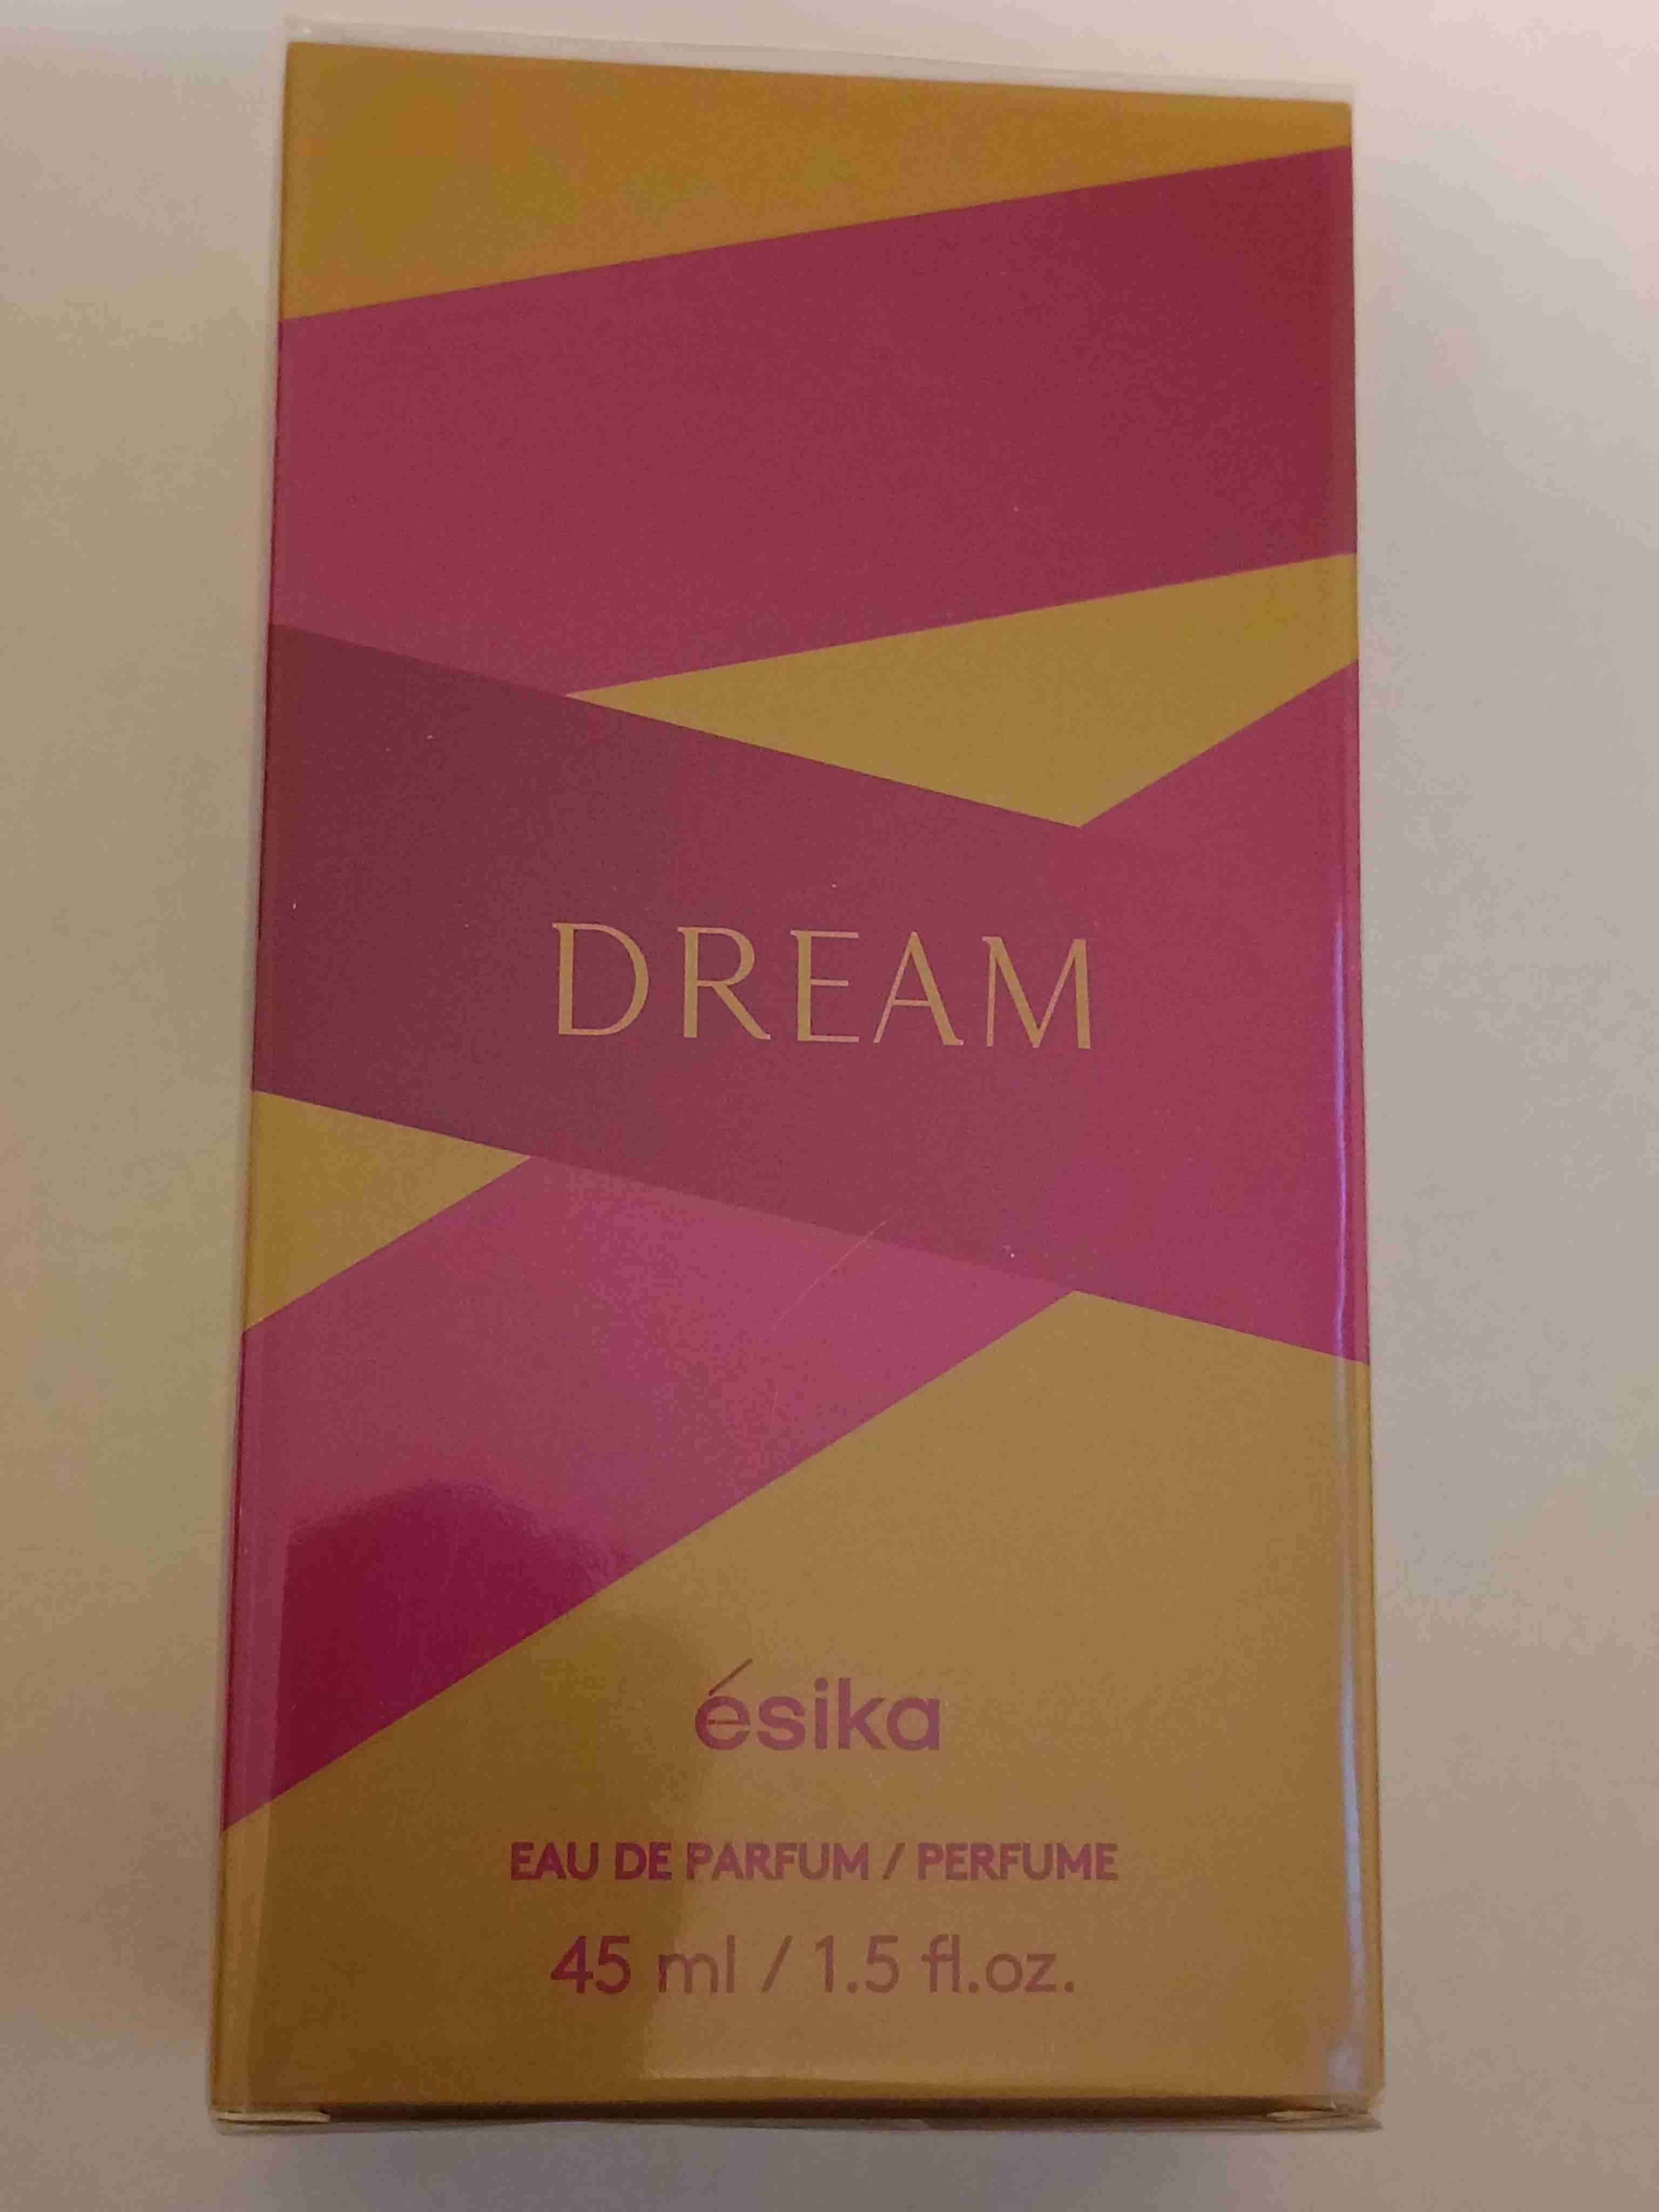 DREAM
ésika
EAU DE PARFUM / PERFUME
45 ml / 1.5 fl.oz.